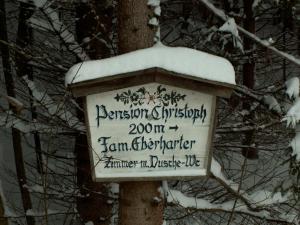 Pension Christoph
200m →
Fam. Eberharter
Zimmer m. Dusche-Wc